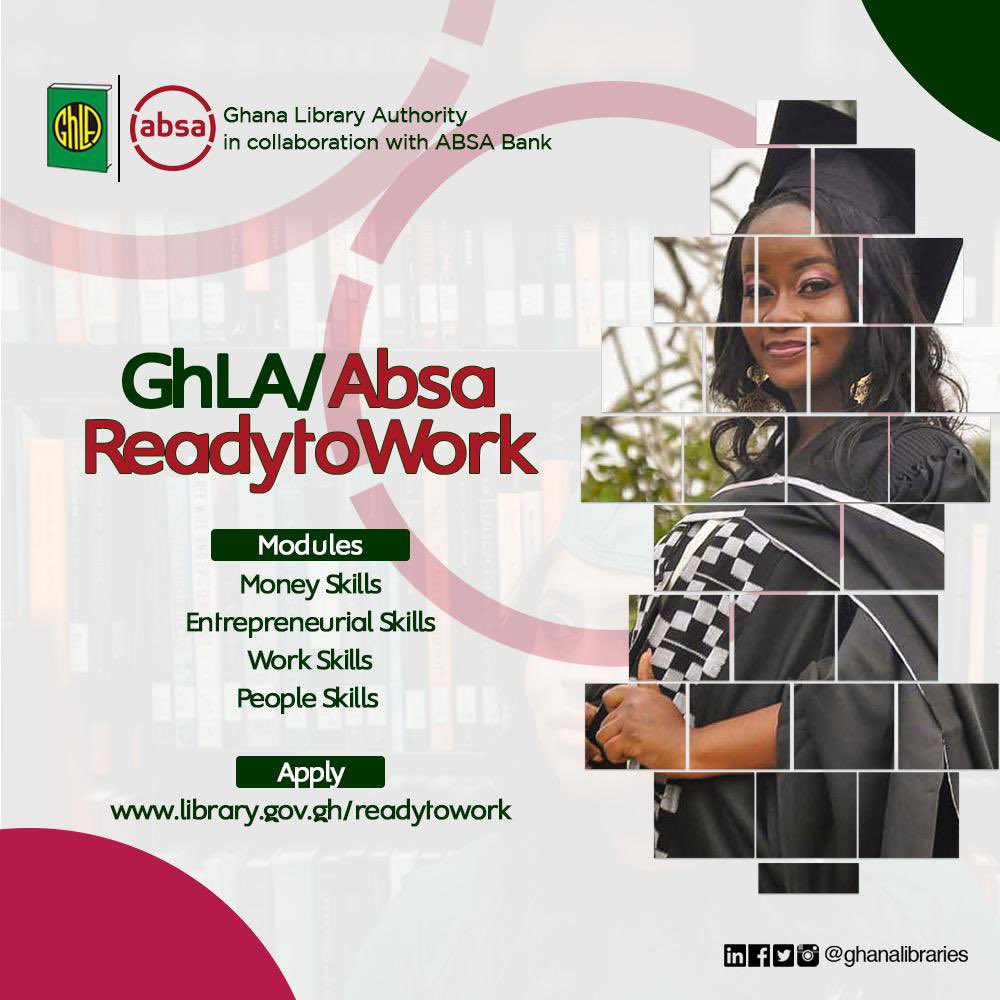 GhLA
absa
Ghana Library Authority
in collaboration with ABSA Bank
GhLA/Absa
ReadytoWork
Modules
Money Skills
Entrepreneurial Skills
Work Skills
People Skills
Apply
www.library.gov.gh/readytowork
@ghanalibraries